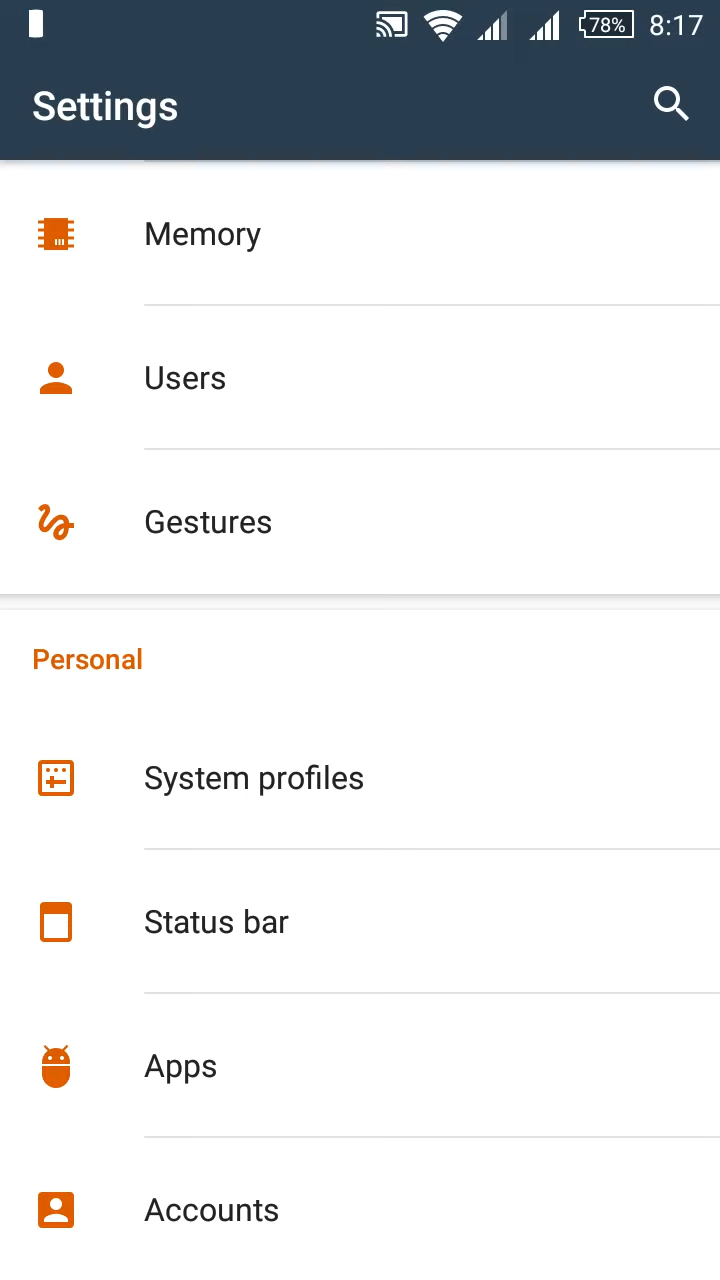 78% 8:17
Settings
Memory
Users
Gestures
Personal
System profiles
Status bar
Apps
Accounts